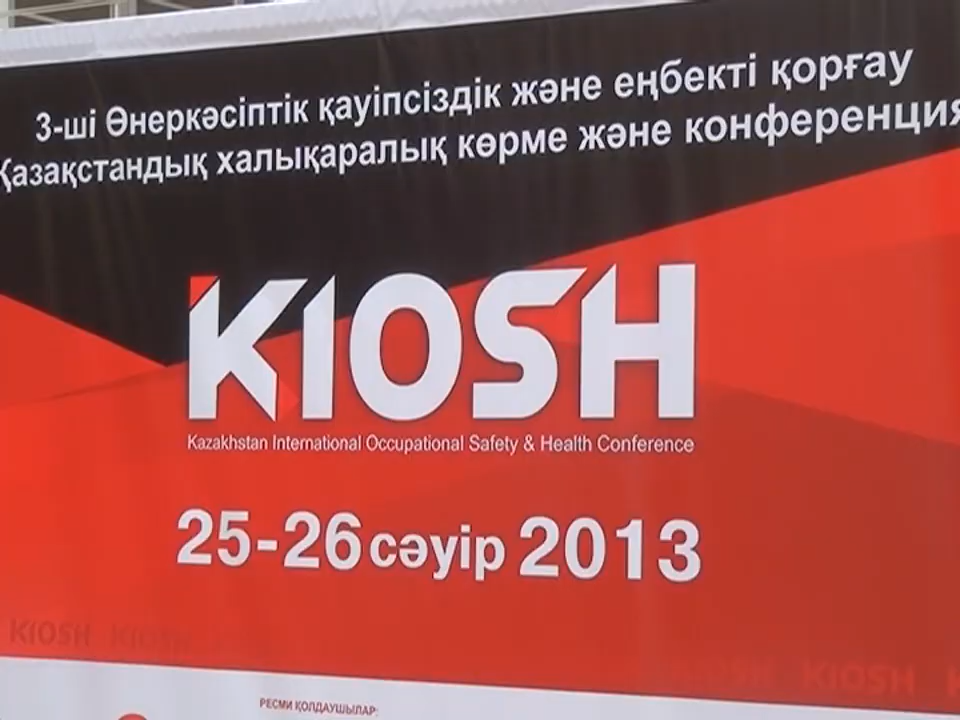 3-ші Өнеркәсіптік қауіпсіздік және еңбекті қорғау
Қазақстандық халықаралық көрме және конференция
KIOSH
Kazakhstan International Occupational Safety & Health Conference
25-26 сәуір 2013
KIOSH KIOSH KIOSH KIOSH
РЕСМИ ҚОЛДАУШЫЛАР: